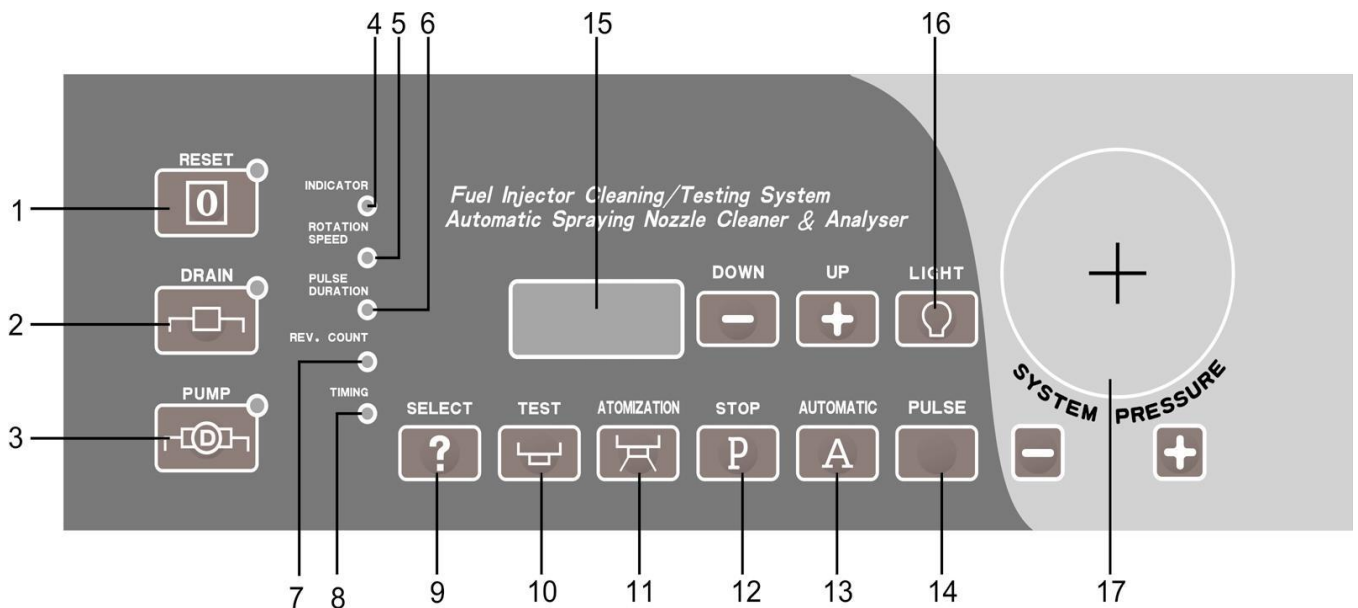 4 5 6 15 16
RESET
0
1
INDICATOR
Fuel Injector Cleaning/Testing System
Automatic Spraying Nozzle Cleaner & Analyser
ROTATION
SPEED
DRAIN
2
PULSE
DURATION
DOWN UP LIGHT
REV. COUNT
PUMP
D
3
TIMING
SELECT TEST ATOMIZATION STOP AUTOMATIC PULSE
? P A
SYSTEM PRESSURE
7 8 9 10 11 12 13 14 17